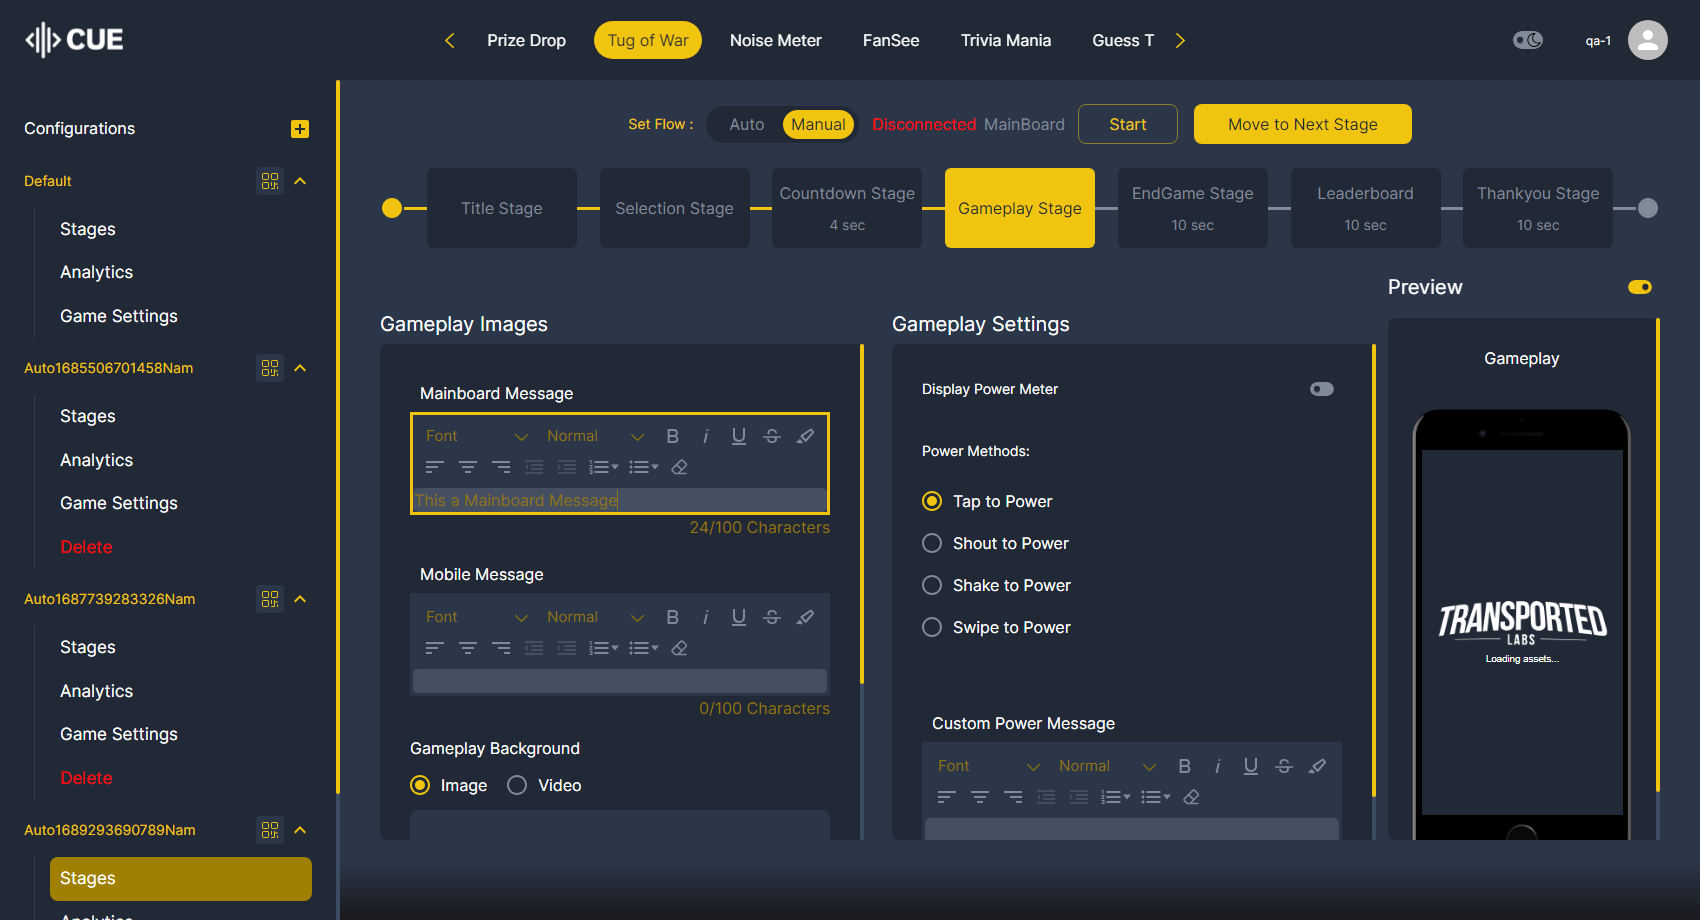 CUE
Prize Drop
Tug of War
Noise Meter
FanSee
Trivia Mania
Guess T
qa-1
Configurations
Default
Stages
Analytics
Game Settings
Auto1685506701458Nam
Stages
Analytics
Game Settings
Delete
Auto1687739283326Nam
Stages
Analytics
Game Settings
Delete
Auto1689293690789Nam
Stages
Analytics
Set Flow :
Auto
Manual
Disconnected MainBoard
Start
Move to Next Stage
Title Stage
Selection Stage
Countdown Stage
4 sec
Gameplay Stage
EndGame Stage
10 sec
Leaderboard
10 sec
Thankyou Stage
10 sec
Gameplay Images
Mainboard Message
Font
Normal
B i U S
This a Mainboard Message
24/100 Characters
Mobile Message
Font
Normal
B i U S
0/100 Characters
Gameplay Background
Image
Video
Gameplay Settings
Display Power Meter
Power Methods:
Tap to Power
Shout to Power
Shake to Power
Swipe to Power
Custom Power Message
Font
Normal
B i U S
Preview
Gameplay
TRANSPORTED
LABS
Loading assets...